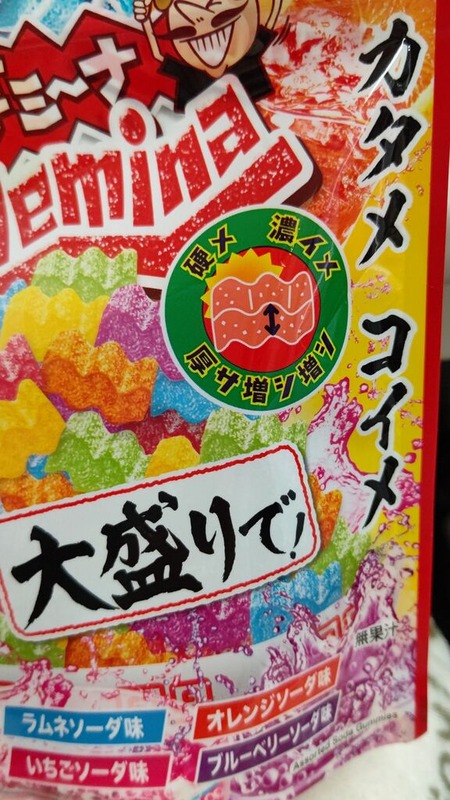 ミーナ
emina
カタメ コイメ
硬メ 濃イメ
厚サ増シシ激シ
大盛りで!
無果汁
ラムネソーダ味
オレンジソーダ味
いちごソーダ味
ブルーベリーソーダ味
Assorted Soda Gummies